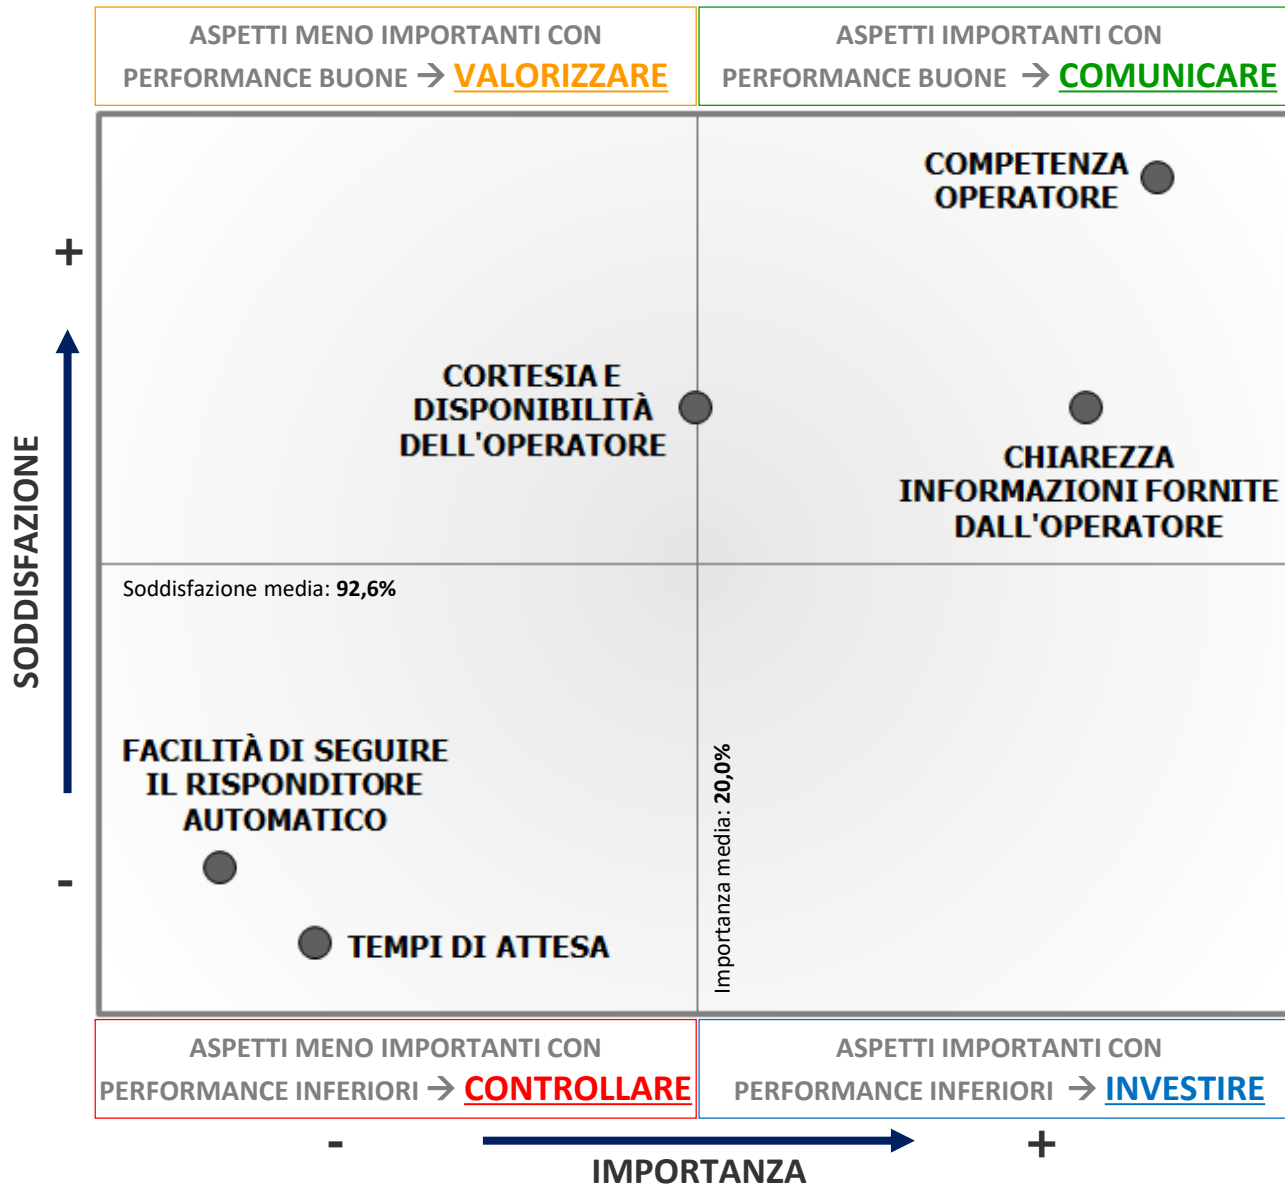 ASPETTI MENO IMPORTANTI CON
PERFORMANCE BUONE → VALORIZZARE
ASPETTI IMPORTANTI CON
PERFORMANCE BUONE → COMUNICARE
COMPETENZA
OPERATORE
+
CORTESIA E
DISPONIBILITÀ
DELL'OPERATORE
CHIAREZZA
INFORMAZIONI FORNITE
DALL'OPERATORE
SODDISFAZIONE
Soddisfazione media: 92,6%
FACILITÀ DI SEGUIRE
IL RISPONDITORE
AUTOMATICO
Importanza media: 20,0%
-
TEMPI DI ATTESA
ASPETTI MENO IMPORTANTI CON
PERFORMANCE INFERIORI → CONTROLLARE
ASPETTI IMPORTANTI CON
PERFORMANCE INFERIORI → INVESTIRE
-
+
IMPORTANZA